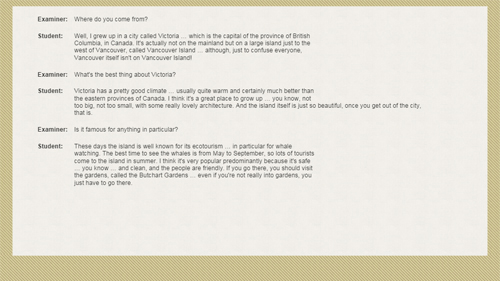 Examiner: Where do you come from?
Student: Well, I grew up in a city called Victoria ... which is the capital of the province of British
Columbia, in Canada. It's actually not on the mainland but on a large island just to the
west of Vancouver, called Vancouver Island ... although, just to confuse everyone,
Vancouver itself isn't on Vancouver Island!
Examiner: What's the best thing about Victoria?
Student: Victoria has a pretty good climate ... usually quite warm and certainly much better than
the eastern provinces of Canada. I think it's a great place to grow up ... you know, not
too big, not too small, with some really lovely architecture. And the island itself is just so beautiful, once you get out of the city,
that is.
Examiner: Is it famous for anything in particular?
Student: These days the island is well known for its ecotourism ... in particular for whale
watching. The best time to see the whales is from May to September, so lots of tourists
come to the island in summer. I think it's very popular predominantly because it's safe
... you know ... and clean, and the people are friendly. If you go there, you should visit
the gardens, called the Butchart Gardens ... even if you're not really into gardens, you
just have to go there.